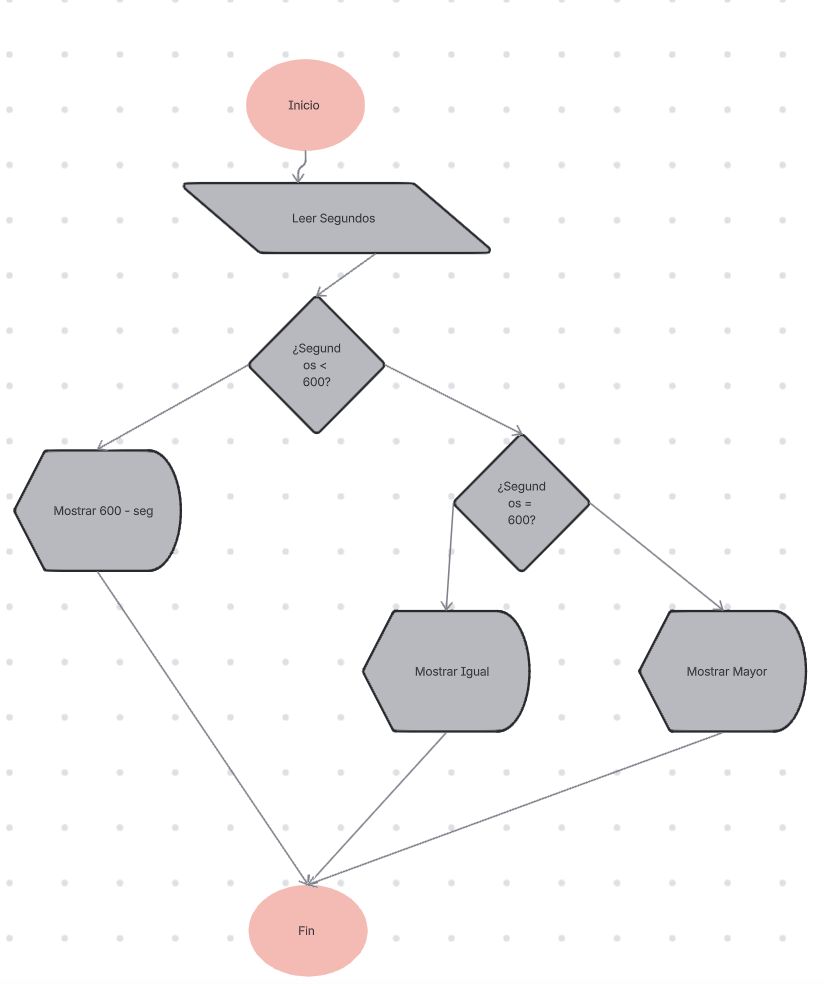 Inicio
Leer Segundos
¿Segund
os <
600?
Mostrar 600 - seg
¿Segund
os =
600?
Mostrar Igual
Mostrar Mayor
Fin